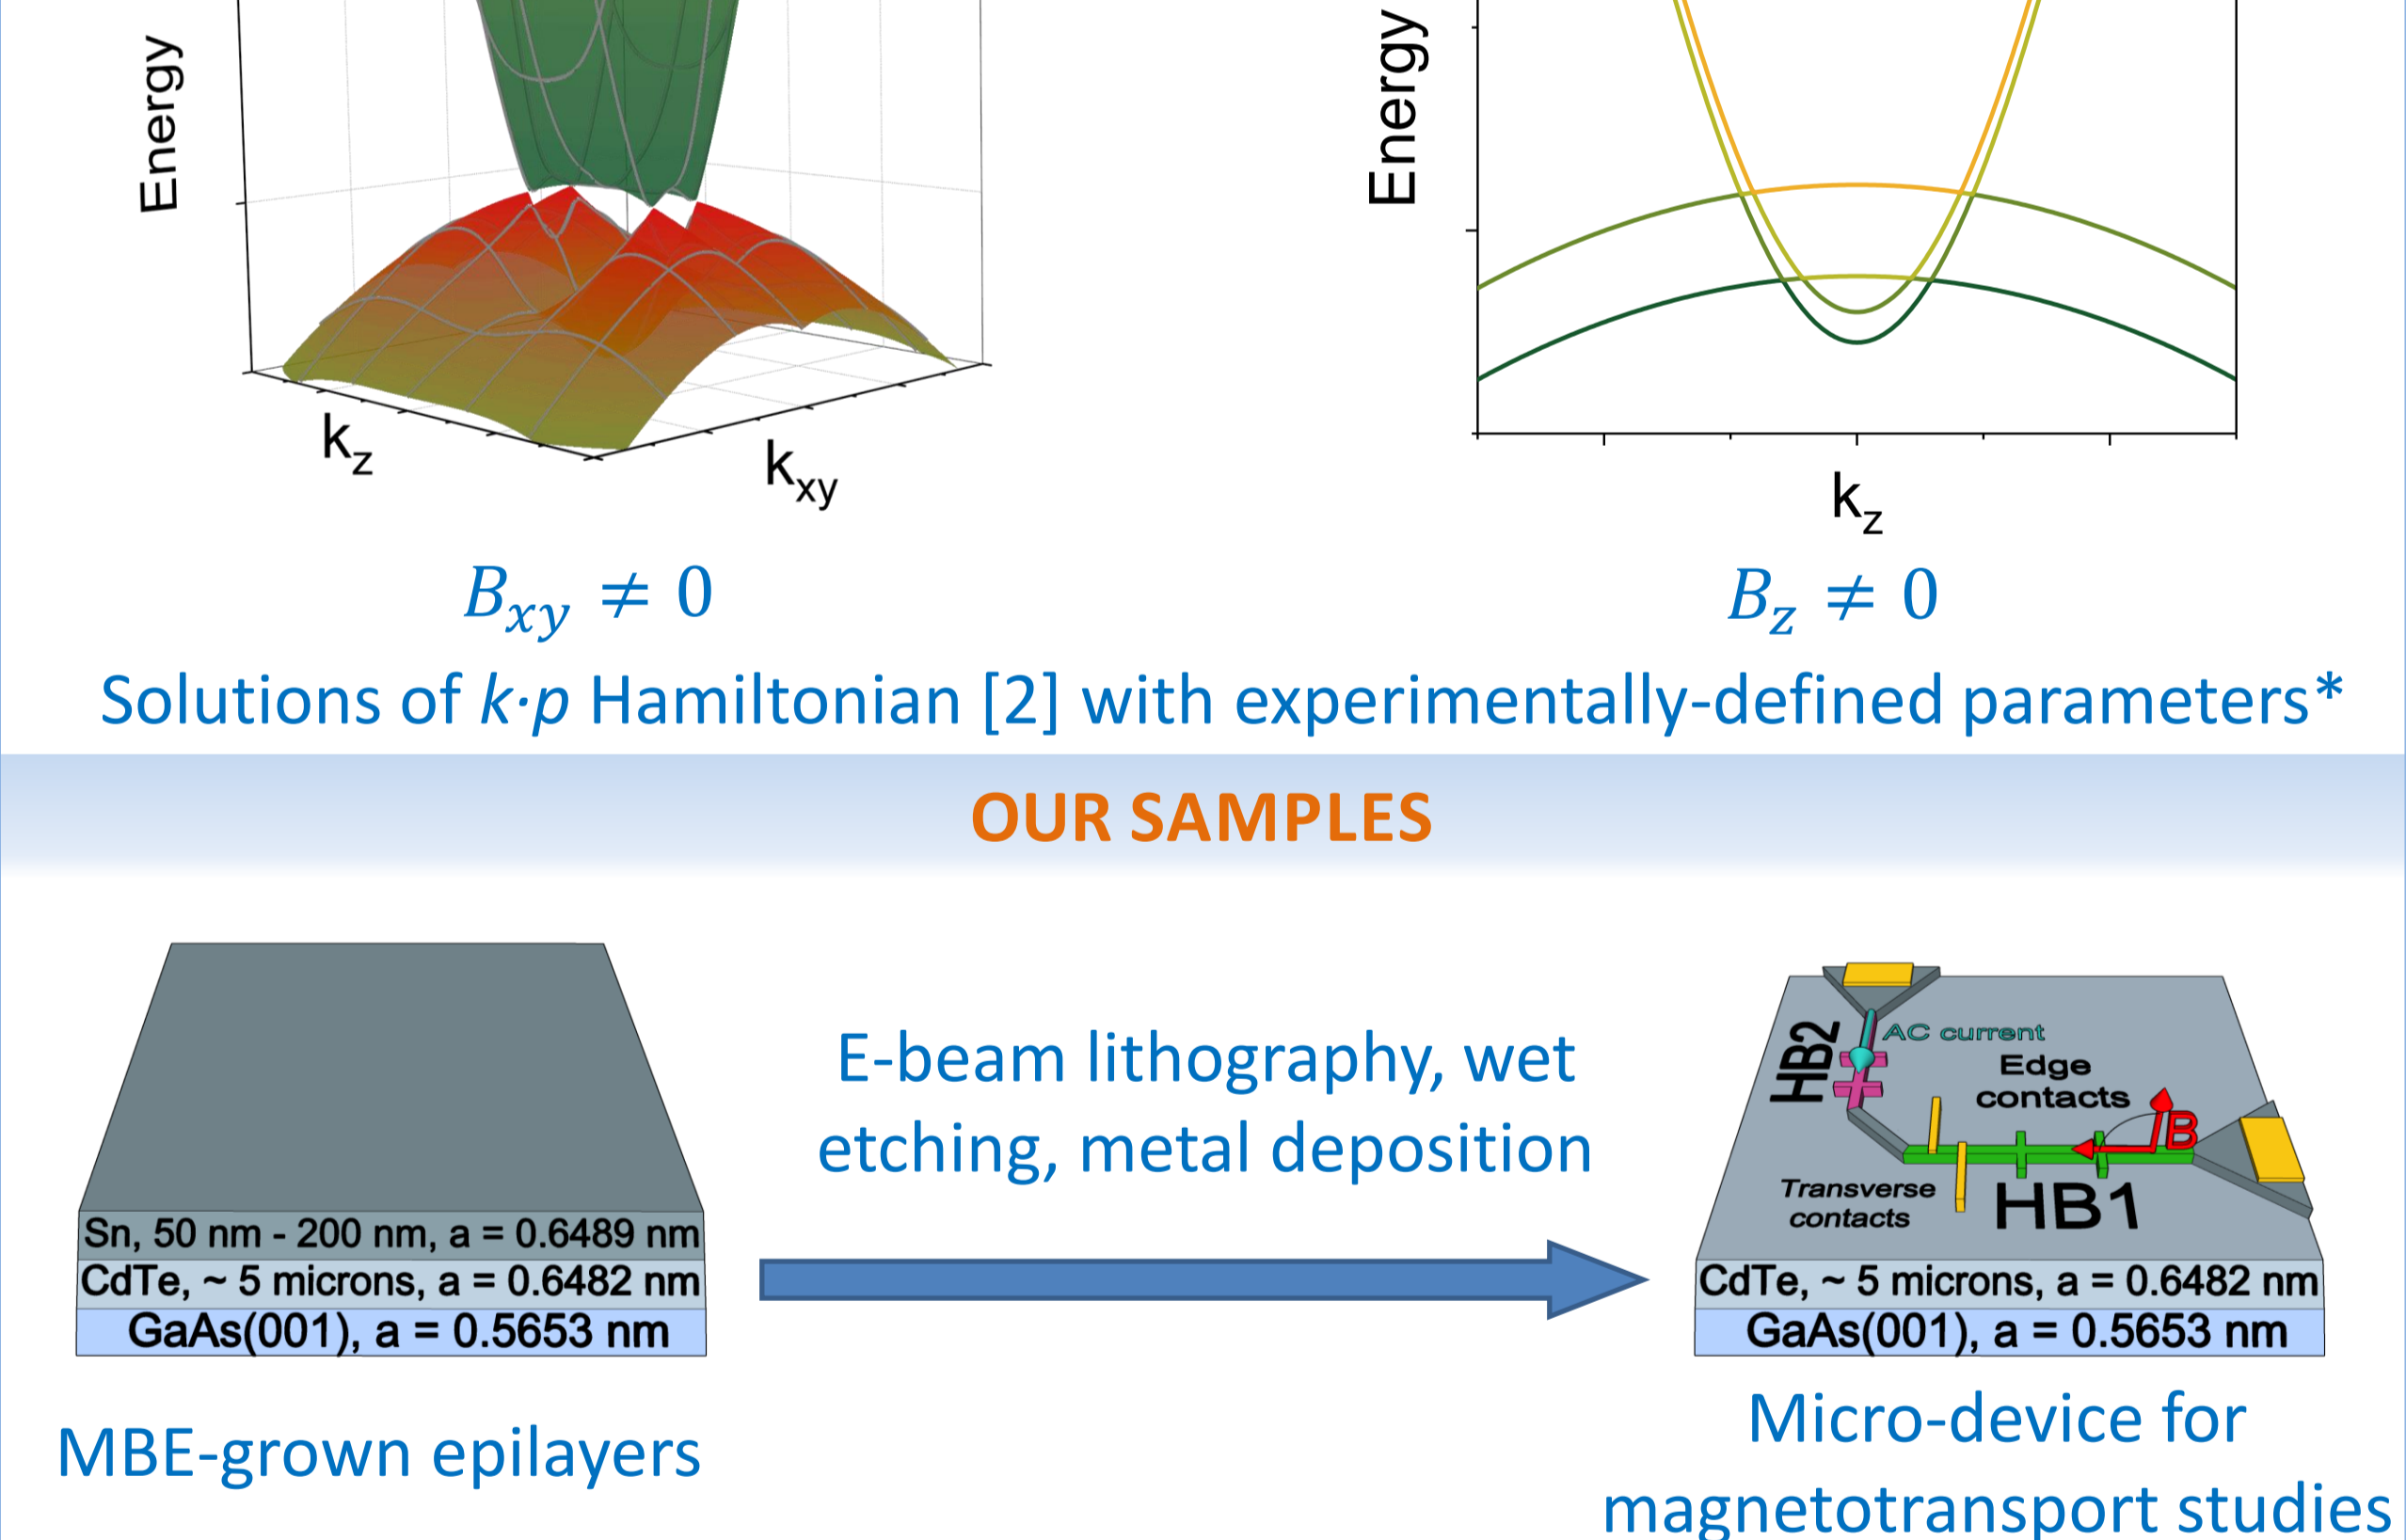 Energy
k_z
k_xy
B_xy ≠ 0
Energy
k_z
B_z ≠ 0
Solutions of k·p Hamiltonian [2] with experimentally-defined parameters*
OUR SAMPLES
Sn, 50 nm - 200 nm, a = 0.6489 nm
CdTe, ~ 5 microns, a = 0.6482 nm
GaAs(001), a = 0.5653 nm
MBE-grown epilayers
E-beam lithography, wet
etching, metal deposition
HB2
AC current
Edge
contacts
B
Transverse
contacts
HB1
CdTe, ~ 5 microns, a = 0.6482 nm
GaAs(001), a = 0.5653 nm
Micro-device for
magnetotransport studies